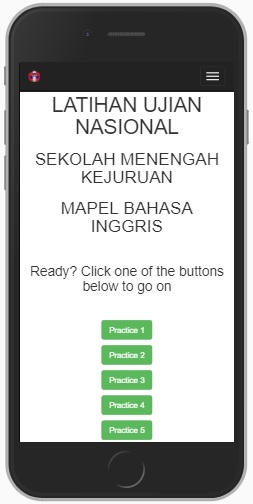 LATIHAN UJIAN
NASIONAL
SEKOLAH MENENGAH
KEJURUAN
MAPEL BAHASA
INGGRIS
Ready? Click one of the buttons
below to go on
Practice 1
Practice 2
Practice 3
Practice 4
Practice 5